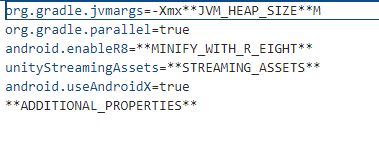 org.gradle.jvmargs=-Xmx**JVM_HEAP_SIZE**M
org.gradle.parallel=true
android.enableR8=**MINIFY_WITH_R_EIGHT**
unityStreamingAssets=**STREAMING_ASSETS**
android.useAndroidX=true
**ADDITIONAL_PROPERTIES**